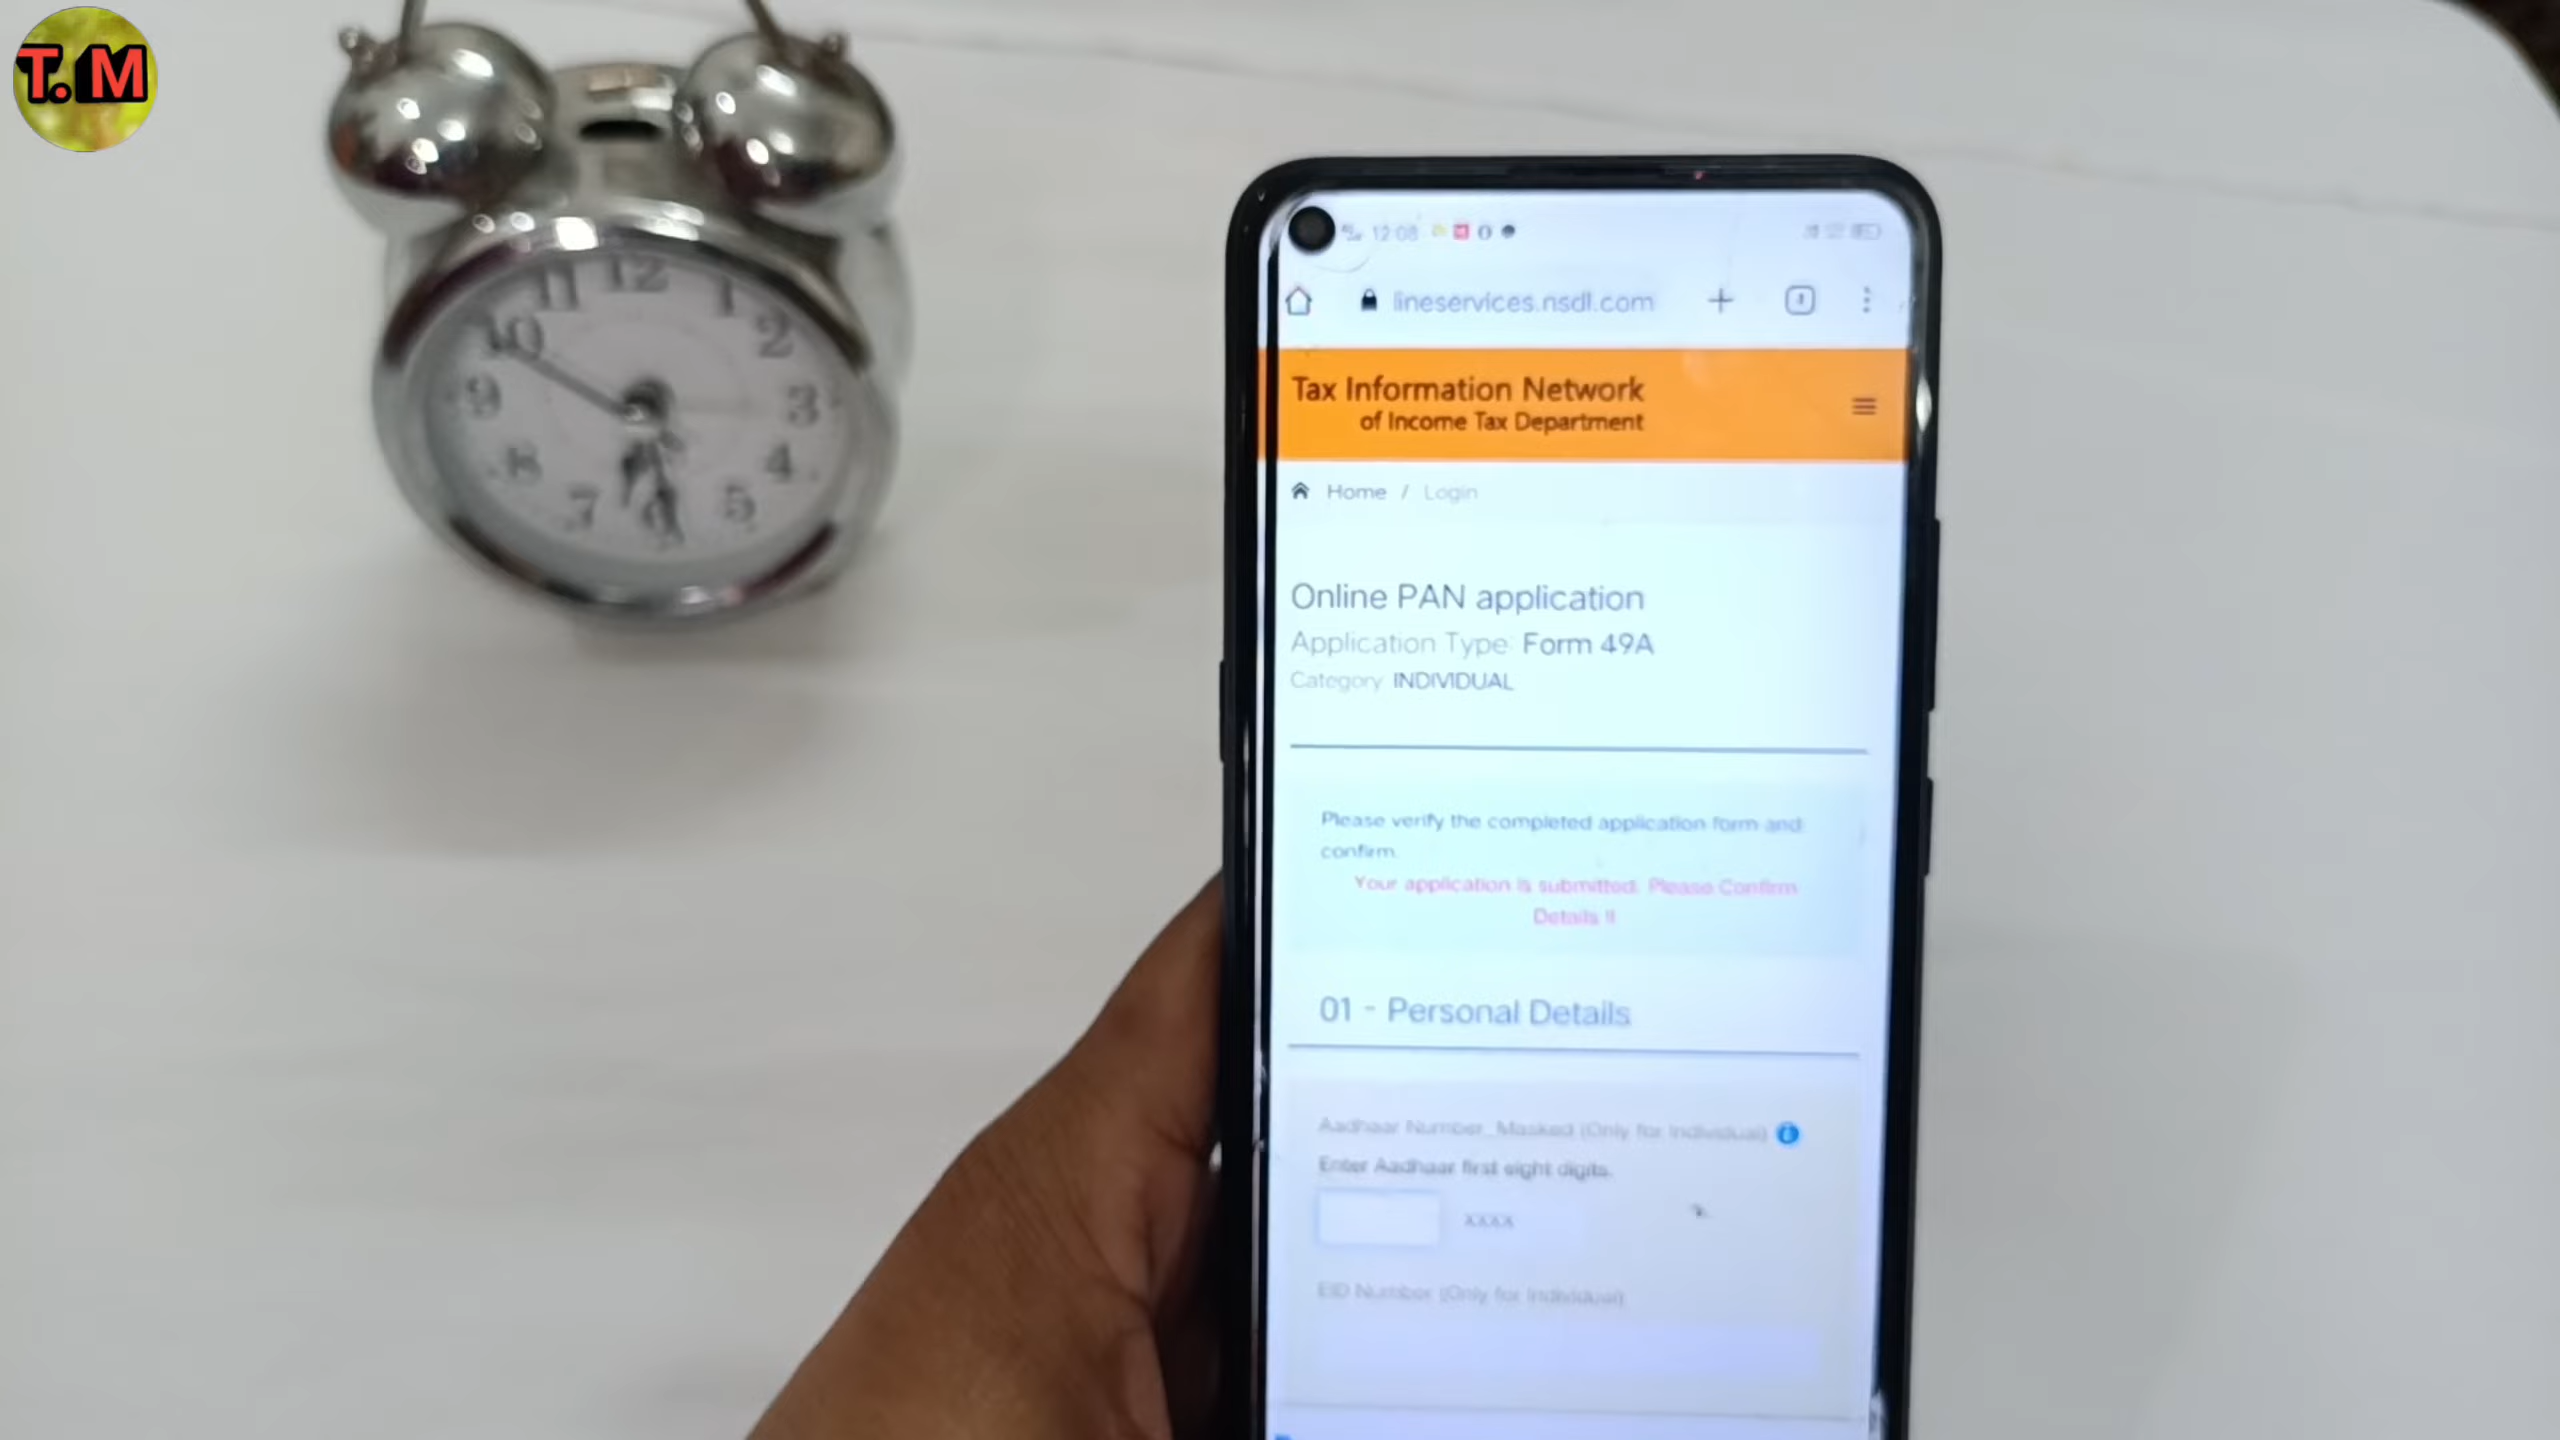 T.M
11 12 1
10 2
9 3
8 4
7 6 5
12:08
lineservices.nsdl.com
Tax Information Network
of Income Tax Department
Home / Login
Online PAN application
Application Type Form 49A
Category INDIVIDUAL
Please verify the completed application form and
confirm.
Your application is submitted. Please Confirm
Details !!
01 - Personal Details
Aadhaar Number_Masked (Only for Individual)
Enter Aadhaar first eight digits.
XXXX
EID Number (Only for Individual)